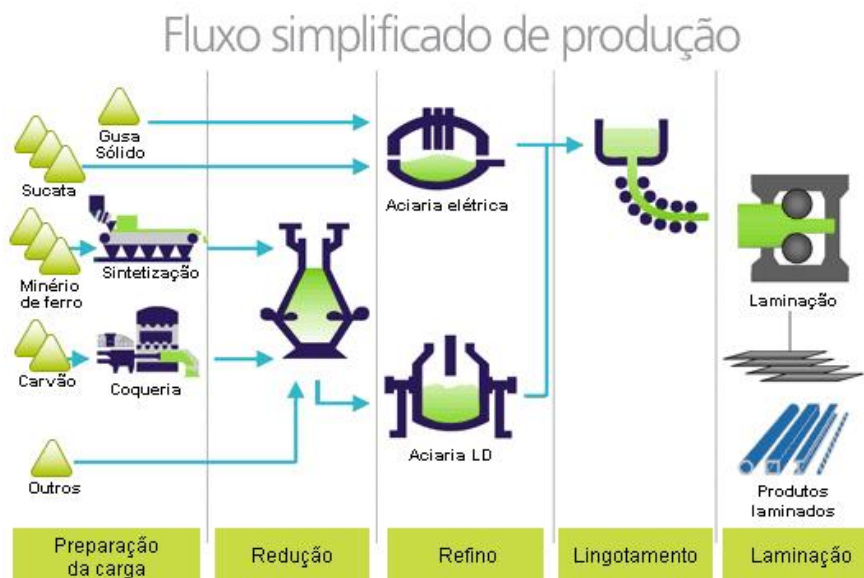 Fluxo simplificado de produção
Gusa
Sólido
Sucata
Aciaria elétrica
Minério
de ferro
Sintetização
Laminação
Carvão
Coqueria
Aciaria LD
Outros
Produtos
laminados
Preparação
da carga
Redução
Refino
Lingotamento
Laminação